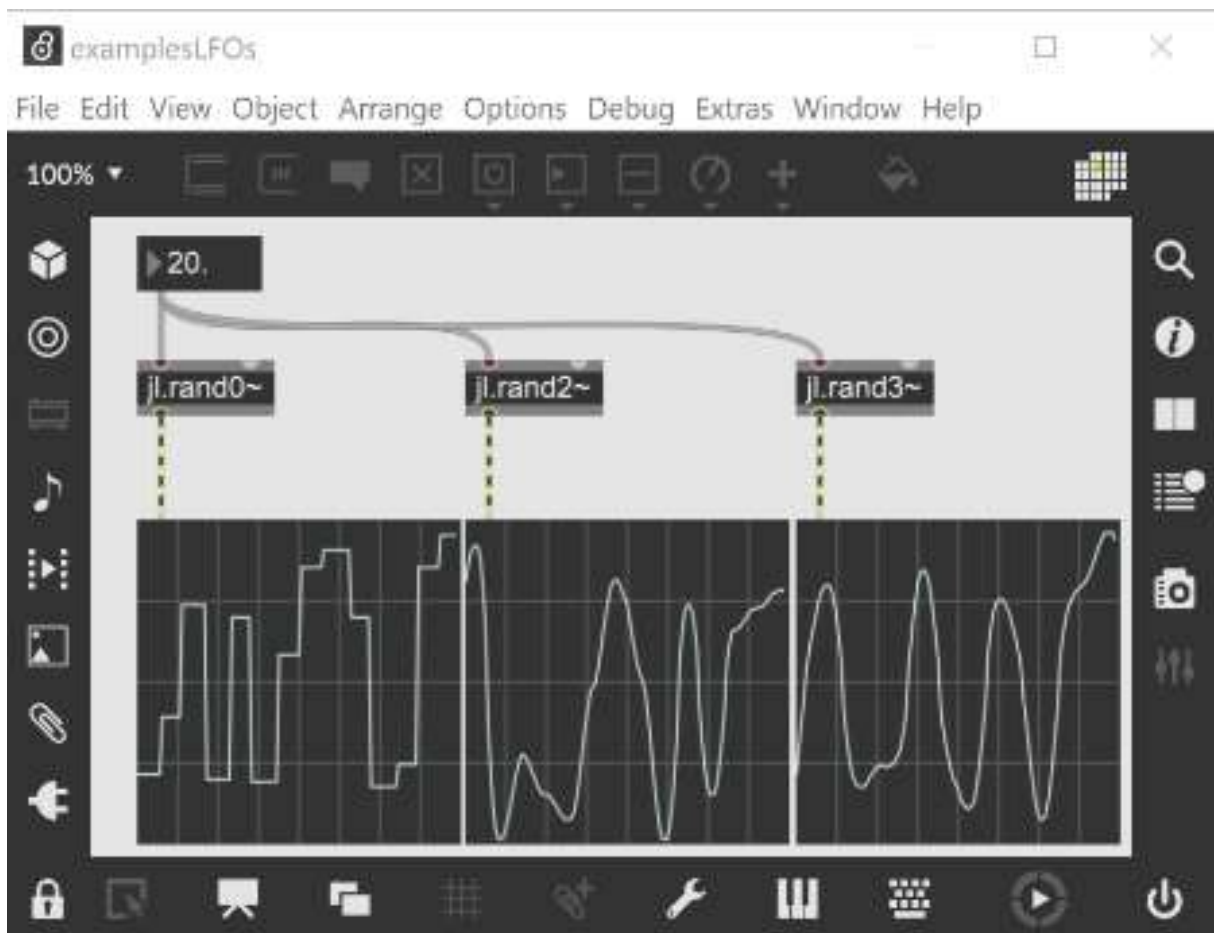 examplesLFOs
File Edit View Object Arrange Options Debug Extras Window Help
100%
20.
jl.rand0~ jl.rand2~ jl.rand3~